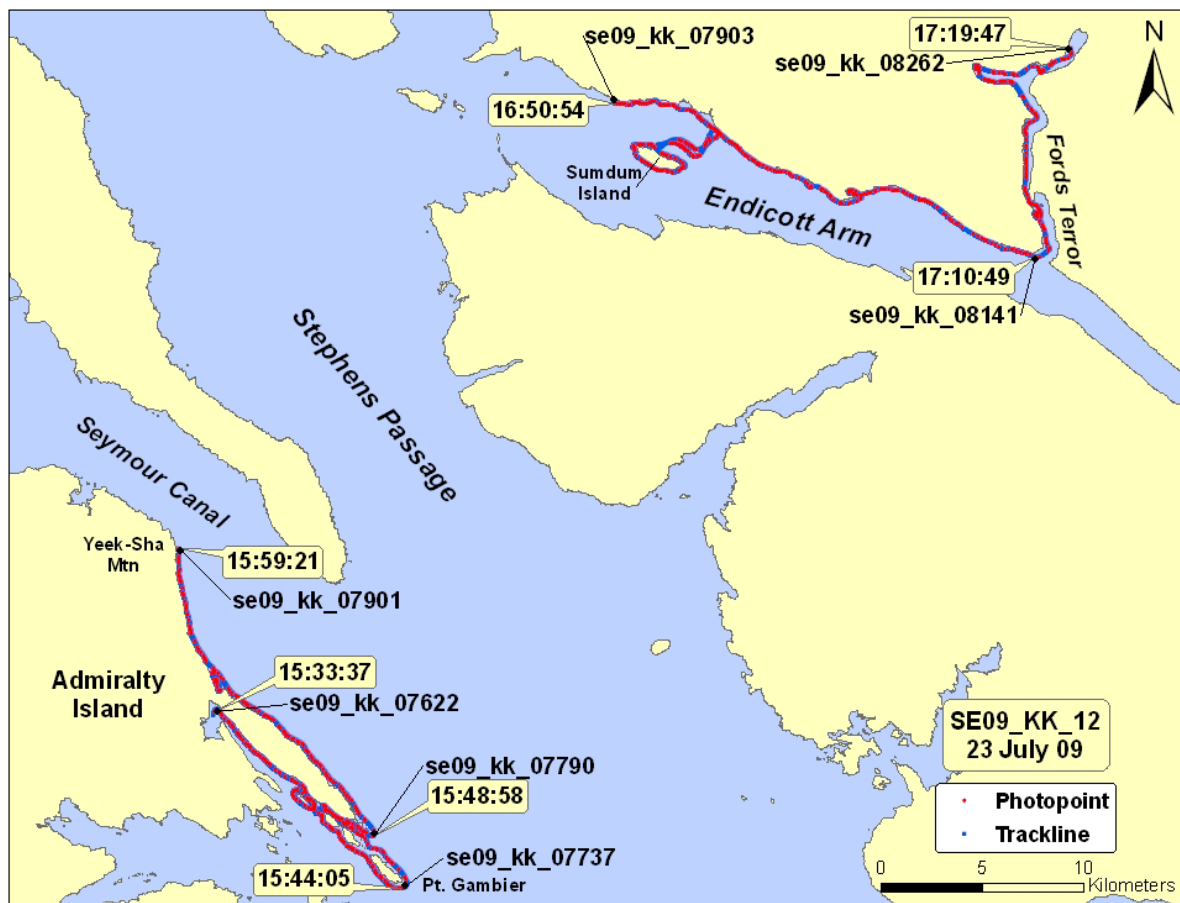 se09_kk_07903
17:19:47
se09_kk_08262
N
16:50:54
Sumdum
Island
Endicott Arm
Fords Terror
17:10:49
se09_kk_08141
Stephens Passage
Seymour Canal
Yeek-Sha
Mtn
15:59:21
se09_kk_07901
Admiralty
Island
15:33:37
se09_kk_07622
se09_kk_07790
15:48:58
se09_kk_07737
15:44:05
Pt. Gambier
SE09_KK_12
23 July 09
Photopoint
Trackline
0 5 10
Kilometers